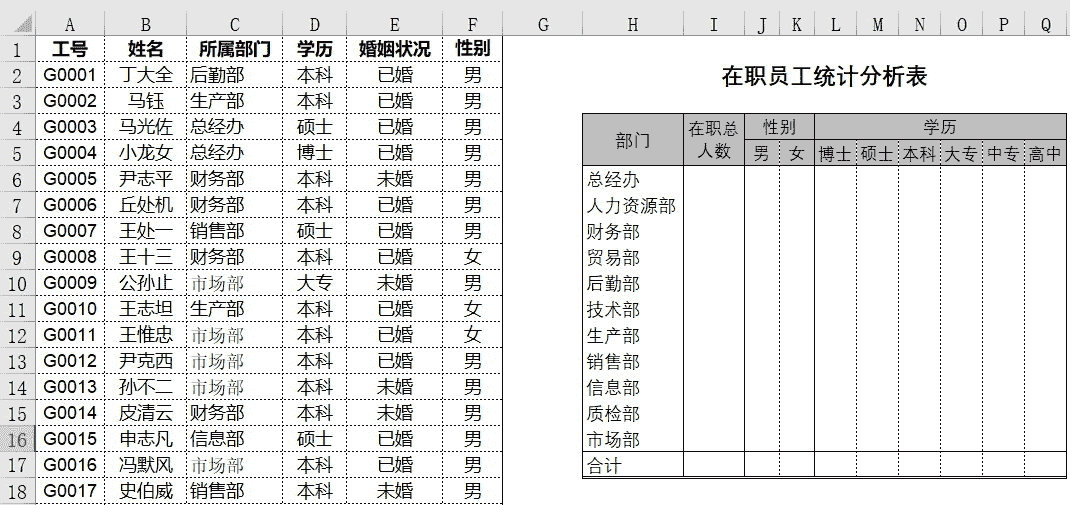 A B C D E F G H I J K L M N O P Q
1 工号 姓名 所属部门 学历 婚姻状况 性别
2 G0001 丁大全 后勤部 本科 已婚 男
3 G0002 马钰 生产部 本科 已婚 男
4 G0003 马光佐 总经办 硕士 已婚 男
5 G0004 小龙女 总经办 博士 已婚 男
6 G0005 尹志平 财务部 本科 未婚 男
7 G0006 丘处机 财务部 本科 已婚 男
8 G0007 王处一 销售部 硕士 已婚 男
9 G0008 王十三 财务部 本科 已婚 女
10 G0009 公孙止 市场部 大专 未婚 男
11 G0010 王志坦 生产部 本科 已婚 女
12 G0011 王惟忠 市场部 本科 已婚 女
13 G0012 尹克西 市场部 本科 已婚 男
14 G0013 孙不二 市场部 本科 未婚 男
15 G0014 皮清云 财务部 本科 未婚 男
16 G0015 申志凡 信息部 硕士 已婚 男
17 G0016 冯默风 市场部 本科 已婚 男
18 G0017 史伯威 销售部 本科 未婚 男
在职员工统计分析表
部门 在职总人数 性别 学历
男 女 博士 硕士 本科 大专 中专 高中
总经办
人力资源部
财务部
贸易部
后勤部
技术部
生产部
销售部
信息部
质检部
市场部
合计